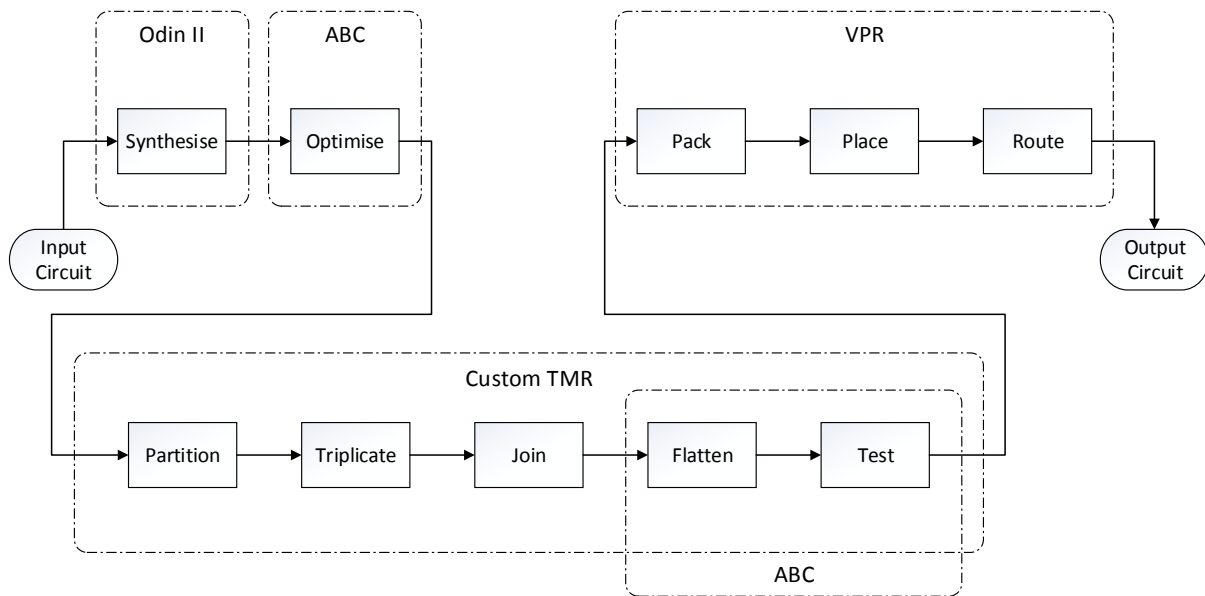 Odin II
ABC
VPR
Synthesise
Optimise
Pack
Place
Route
Input
Circuit
Output
Circuit
Custom TMR
Partition
Triplicate
Join
Flatten
Test
ABC